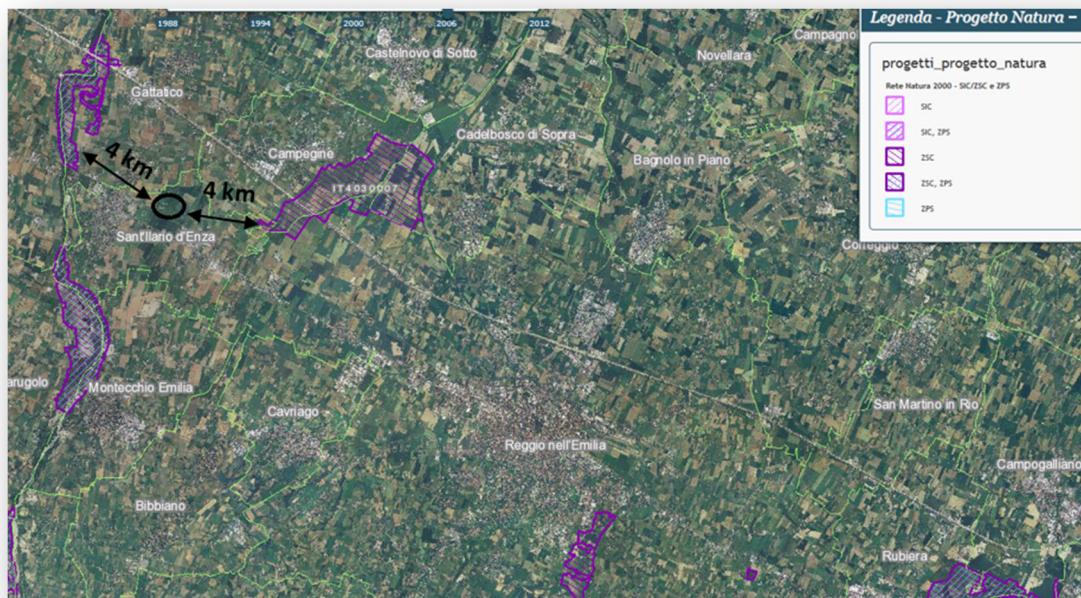 1988
1994
2000
2006
2012
Legenda - Progetto Natura -
progetti_progetto_natura
Rete Natura 2000 - SIC/ZSC e ZPS
SIC
SIC, ZPS
ZSC
ZSC, ZPS
ZPS
Campagnol
Castelnovo di Sotto
Novellara
Gattatico
Cadelbosco di Sopra
Campegine
Bagnolo in Piano
4 km
4 km
IT4030007
Sant'Ilario d'Enza
Correggio
arugolo
Montecchio Emilia
Cavriago
San Martino in Rio
Reggio nell'Emilia
Campogalliano
Bibbiano
Rubiera